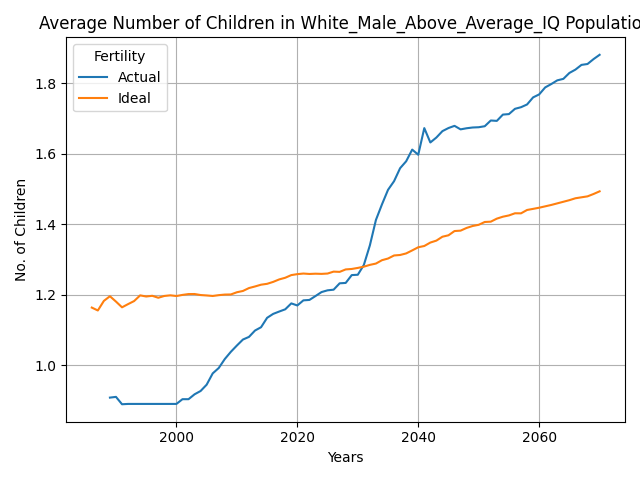 Average Number of Children in White_Male_Above_Average_IQ Populatio
Fertility
Actual
Ideal
No. of Children
1.8
1.6
1.4
1.2
1.0
2000 2020 2040 2060
Years